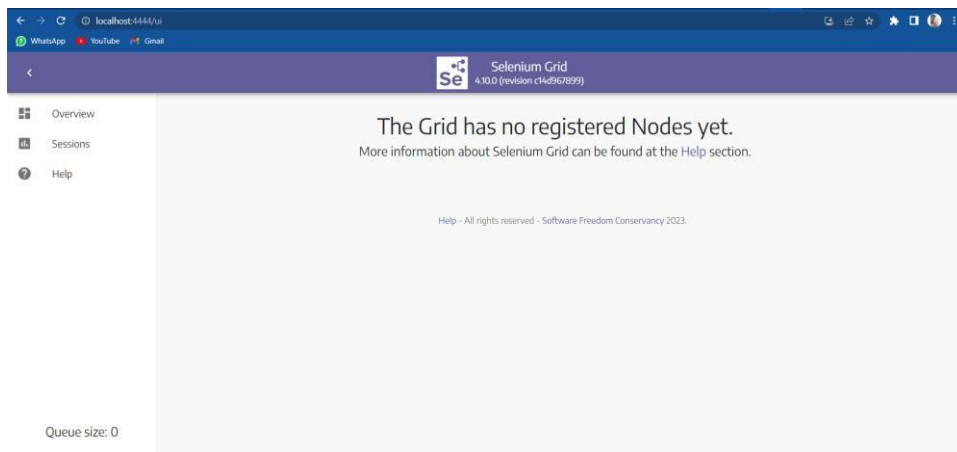 localhost:4444/ui
WhatsApp YouTube Gmail
Se
Selenium Grid
4.10.0 (revision c14d967899)
Overview
Sessions
Help
The Grid has no registered Nodes yet.
More information about Selenium Grid can be found at the Help section.
Help - All rights reserved - Software Freedom Conservancy 2023.
Queue size: 0